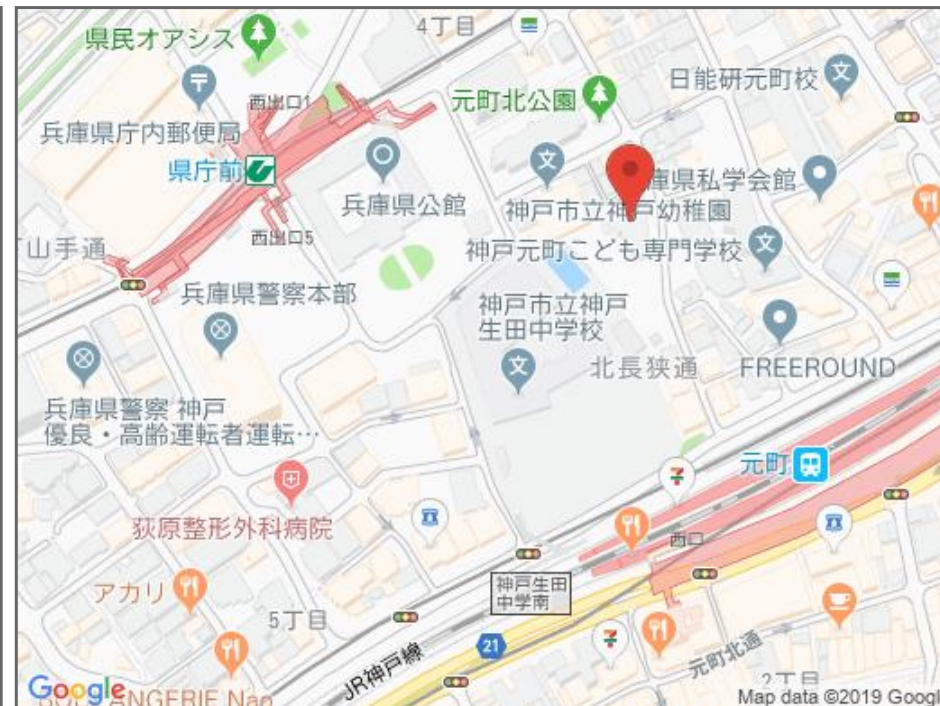 県民オアシス
4丁目
日能研元町校
元町北公園
西出口1
兵庫県庁内郵便局
県庁前
兵庫県公館
庫県私学会館
神戸市立神戸幼稚園
西出口5
山手通
神戸元町こども専門学校
兵庫県警察本部
神戸市立神戸
生田中学校
北長狭通
FREEROUND
兵庫県警察 神戸
優良・高齢運転者運転…
元町
荻原整形外科病院
西口
神戸生田
中学南
アカリ
5丁目
21
JR神戸線
元町北通
2丁目
Google
ANGERIE Nao
Map data ©2019 Googl